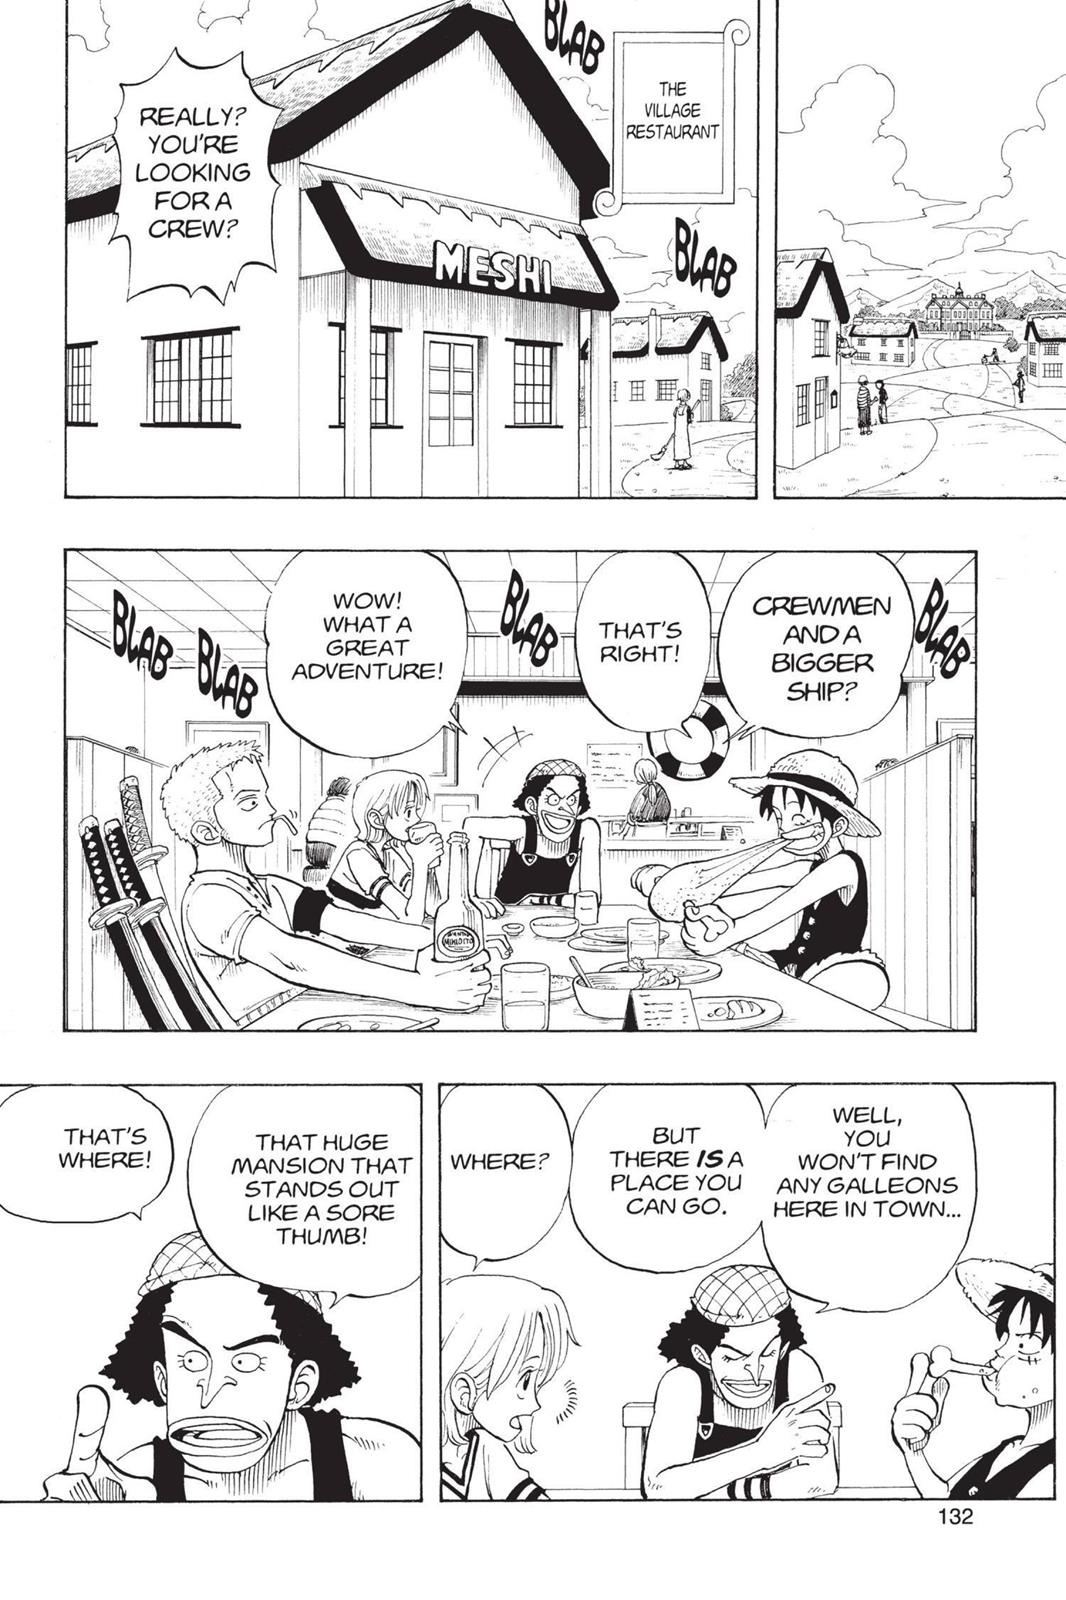 THE
VILLAGE
RESTAURANT
BLAB
BLAB
MESHI
REALLY?
YOU'RE
LOOKING
FOR A
CREW?
CREWMEN
AND A
BIGGER
SHIP?
THAT'S
RIGHT!
WOW!
WHAT A
GREAT
ADVENTURE!
BLAB
BLAB
BLAB
BLAB
WELL,
YOU
WON'T FIND
ANY GALLEONS
HERE IN TOWN...
BUT
THERE IS A
PLACE YOU
CAN GO.
WHERE?
THAT HUGE
MANSION THAT
STANDS OUT
LIKE A SORE
THUMB!
THAT'S
WHERE!
132